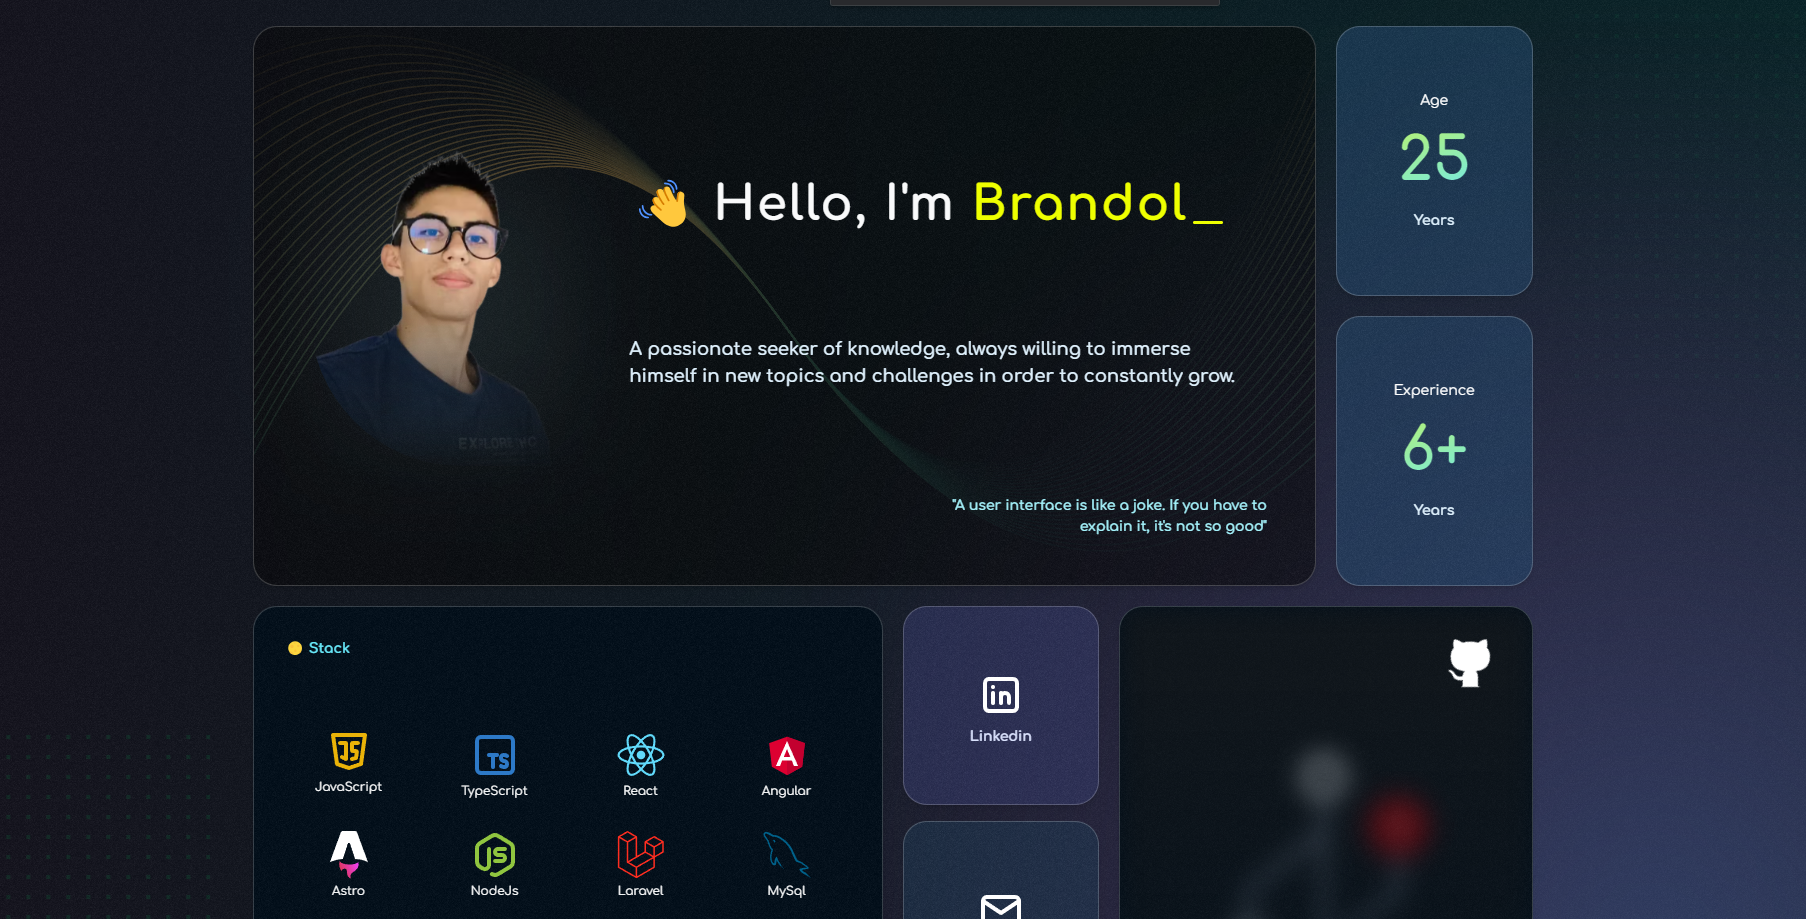 Hello, I'm Brandol_
A passionate seeker of knowledge, always willing to immerse
himself in new topics and challenges in order to constantly grow.
"A user interface is like a joke. If you have to
explain it, it's not so good"
Age
25
Years
Experience
6+
Years
Stack
JS
JavaScript
TS
TypeScript
React
A
Angular
Astro
JS
NodeJs
Laravel
MySql
in
Linkedin